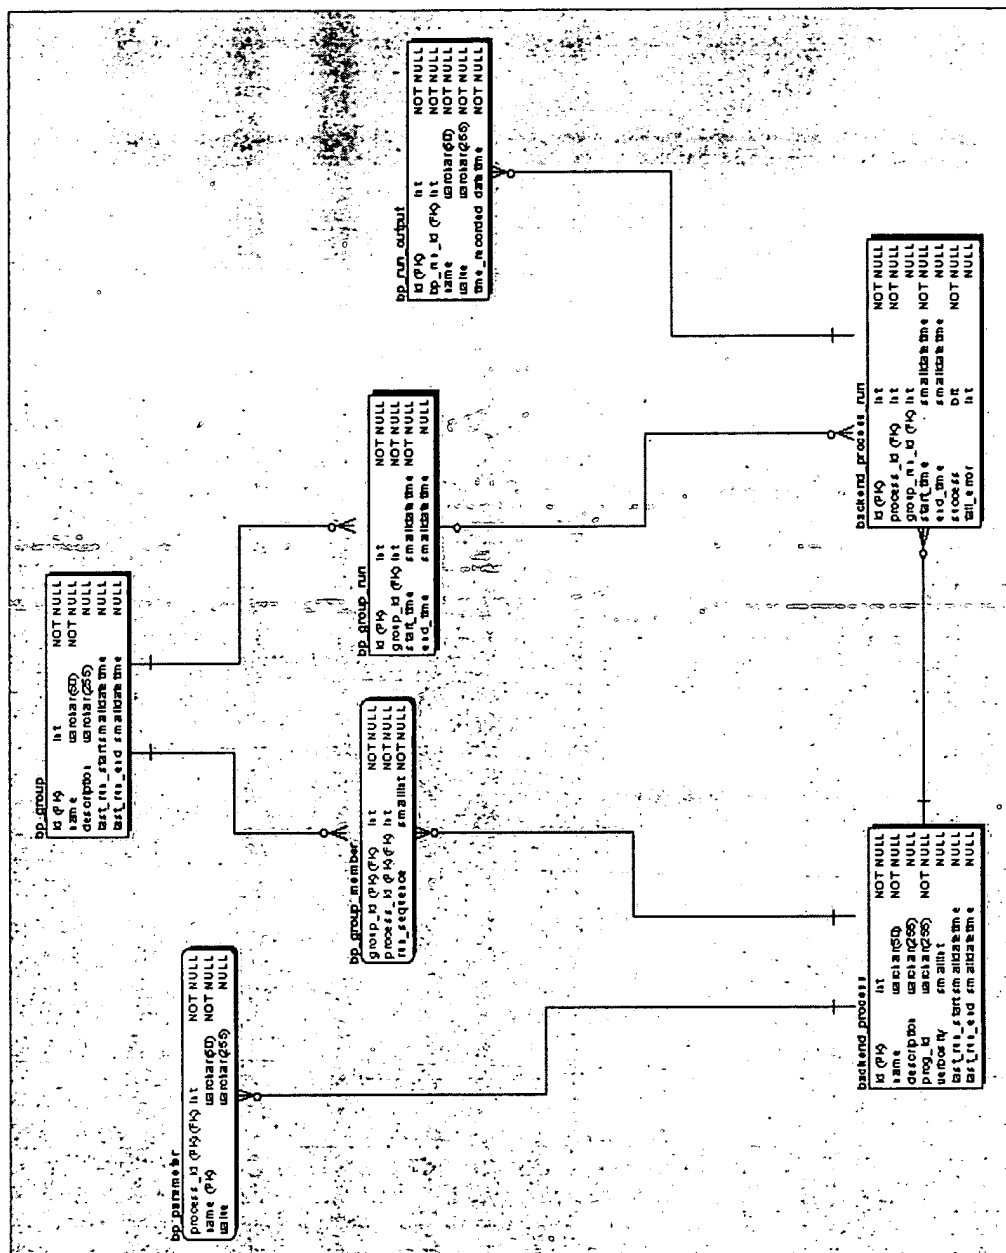 bp_group
id (PK) int NOT NULL
name varchar(50) NOT NULL
description varchar(255) NULL
last_run_start smalldatetime NULL
last_run_end smalldatetime NULL
bp_parameter
process_id (PK) (FK) int NOT NULL
name (PK) varchar(50) NOT NULL
value varchar(255) NULL
bp_group_member
group_id (PK) (FK) int NOT NULL
process_id (PK) (FK) int NOT NULL
run_sequence smallint NOT NULL
bp_group_run
id (PK) int NOT NULL
group_id (FK) int NOT NULL
start_time smalldatetime NOT NULL
end_time smalldatetime NULL
bp_run_output
id (PK) int NOT NULL
bp_run_id (FK) int NOT NULL
name varchar(50) NOT NULL
value varchar(255) NOT NULL
time_recorded datetime NOT NULL
backend_process
id (PK) int NOT NULL
name varchar(50) NOT NULL
description varchar(255) NULL
prog_id varchar(255) NOT NULL
verbosity smallint NULL
last_run_start smalldatetime NULL
last_run_end smalldatetime NULL
backend_process_run
id (PK) int NOT NULL
process_id (FK) int NOT NULL
group_run_id (FK) int NULL
start_time smalldatetime NOT NULL
end_time smalldatetime NULL
success bit NOT NULL
fail_error int NULL